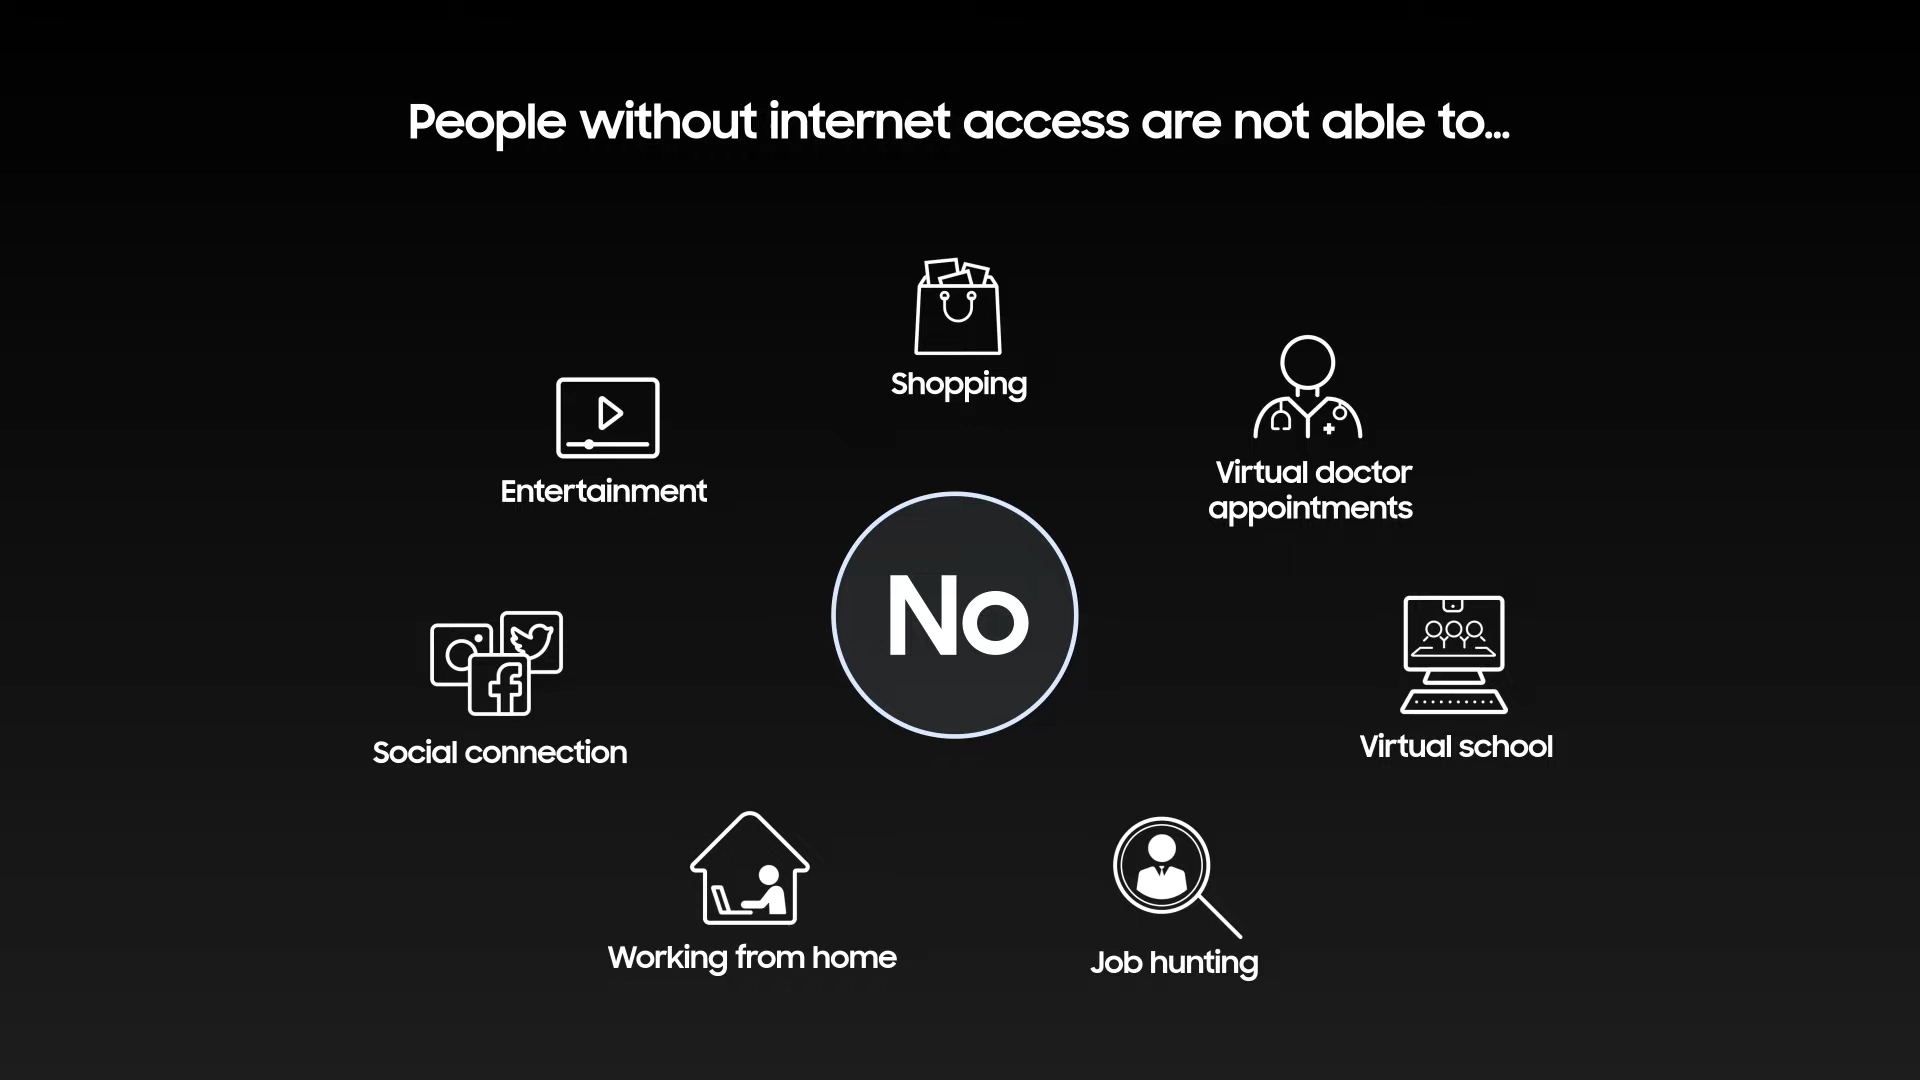 People without internet access are not able to...
Shopping
Virtual doctor
appointments
Virtual school
Job hunting
Working from home
Social connection
Entertainment
No